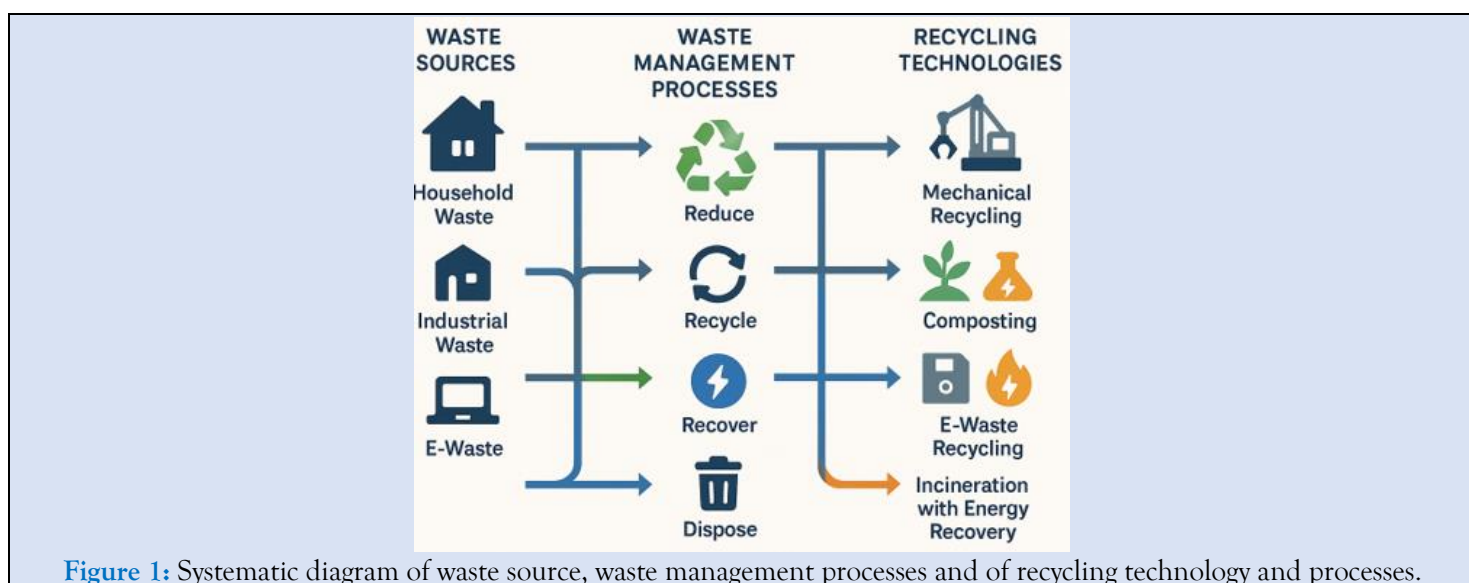 WASTE
SOURCES
Household
Waste
Industrial
Waste
E-Waste
WASTE
MANAGEMENT
PROCESSES
Reduce
Recycle
Recover
Dispose
RECYCLING
TECHNOLOGIES
Mechanical
Recycling
Composting
E-Waste
Recycling
Incineration
with Energy
Recovery
Figure 1: Systematic diagram of waste source, waste management processes and of recycling technology and processes.